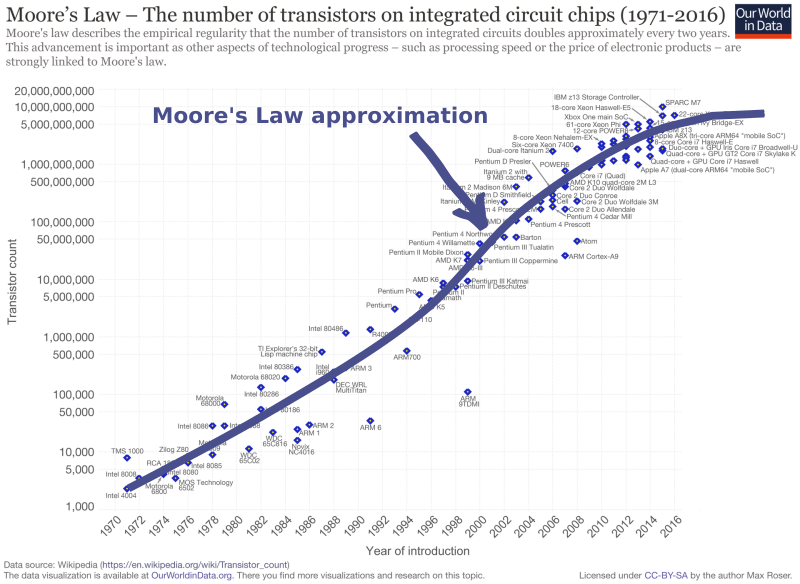 Moore's Law – The number of transistors on integrated circuit chips (1971-2016)
Our World
in Data
Moore's law describes the empirical regularity that the number of transistors on integrated circuits doubles approximately every two years.
This advancement is important as other aspects of technological progress – such as processing speed or the price of electronic products – are
strongly linked to Moore's law.
Moore's Law approximation
Transistor count
20,000,000,000
10,000,000,000
5,000,000,000
1,000,000,000
500,000,000
100,000,000
50,000,000
10,000,000
5,000,000
1,000,000
500,000
100,000
50,000
10,000
5,000
1,000
IBM z13 Storage Controller
SPARC M7
18-core Xeon Haswell-E5
Xbox One main SoC
61-core Xeon Phi
12-core POWER8
Ivy Bridge-EX
z13
8-core Xeon Nehalem-EX
Apple A8X (tri-core ARM64 "mobile SoC")
Six-core Xeon 7400
8-core Core i7 Haswell-E
Dual-core Itanium 2
Duo-core + GPU Iris Core i7 Broadwell-U
Quad-core + GPU GT2 Core i7 Skylake K
Pentium D Presler
POWER6
Quad-core + GPU Core i7 Haswell
Apple A7 (dual-core ARM64 "mobile SoC")
Itanium 2 with
9 MB cache
Core i7 (Quad)
AMD K10 quad-core 2M L3
Itanium 2 Madison 6M
Core 2 Duo Wolfdale
Pentium D Smithfield
Core 2 Duo Conroe
Cell
Core 2 Duo Wolfdale 3M
Core 2 Duo Allendale
Pentium 4 Cedar Mill
Pentium 4 Prescott
Pentium 4 Northwood
Barton
Atom
Pentium 4 Willamette
Pentium III Tualatin
Pentium II Mobile Dixon
ARM Cortex-A9
AMD K7
Pentium III Coppermine
AMD K6
Pentium III Katmai
Pentium II Deschutes
Pentium Pro
Pentium
AMD K5
Intel 80486
TI Explorer's 32-bit
Lisp machine chip
ARM700
Intel 80386
Intel
ARM 3
Motorola 68020
DEC WRL
MultiTitan
Intel 80286
ARM
9TDMI
Motorola
68000
Intel 80186
Intel 8086
ARM 2
ARM 6
ARM 1
WDC
65C816
Novix
NC4016
WDC
65C02
TMS 1000
Zilog Z80
Intel 8085
Intel 8008
Intel 8080
Motorola
6800
MOS Technology
6502
Intel 4004
1970 1972 1974 1976 1978 1980 1982 1984 1986 1988 1990 1992 1994 1996 1998 2000 2002 2004 2006 2008 2010 2012 2014 2016
Year of introduction
Data source: Wikipedia (https://en.wikipedia.org/wiki/Transistor_count)
The data visualization is available at OurWorldinData.org. There you find more visualizations and research on this topic.
Licensed under CC-BY-SA by the author Max Roser.